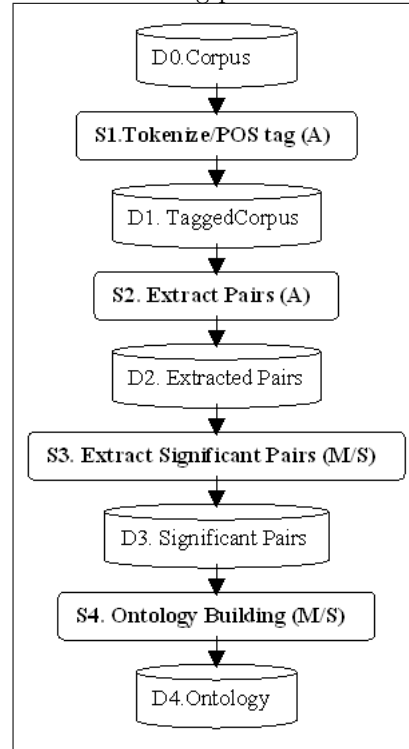 D0.Corpus
S1.Tokenize/POS tag (A)
D1. TaggedCorpus
S2. Extract Pairs (A)
D2. Extracted Pairs
S3. Extract Significant Pairs (M/S)
D3. Significant Pairs
S4. Ontology Building (M/S)
D4.Ontology